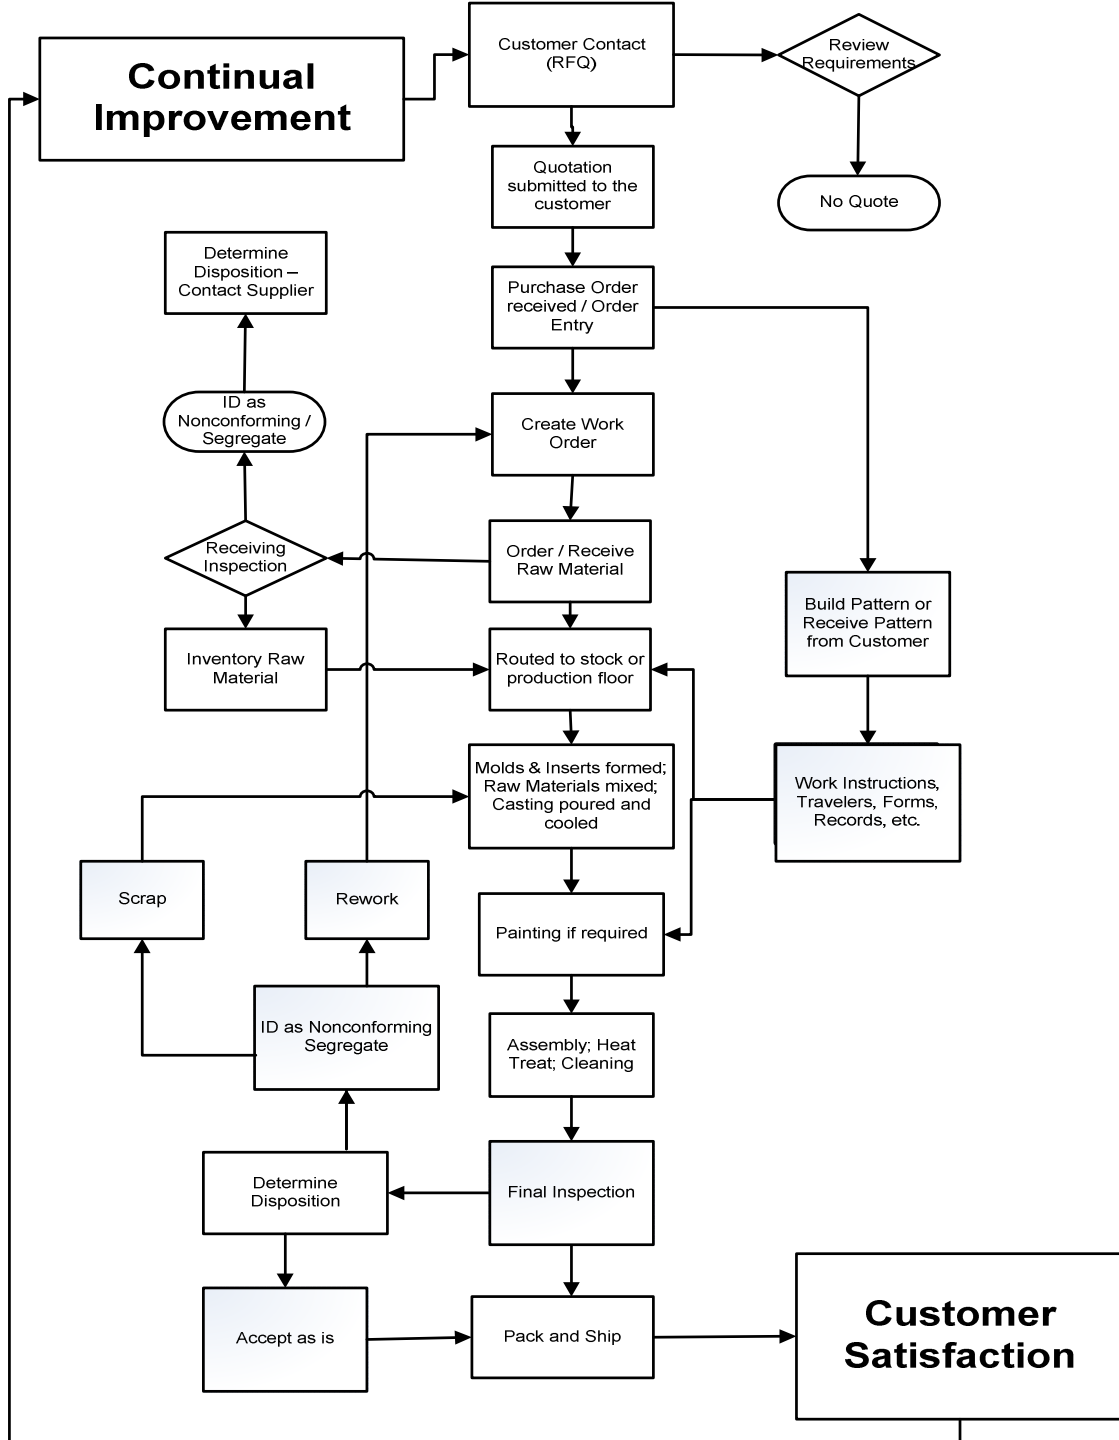 Customer Contact
(RFQ)
Review
Requirements
Continual
Improvement
Quotation
submitted to the
customer
No Quote
Determine
Disposition –
Contact Supplier
Purchase Order
received / Order
Entry
ID as
Nonconforming /
Segregate
Create Work
Order
Receiving
Inspection
Order / Receive
Raw Material
Build Pattern or
Receive Pattern
from Customer
Inventory Raw
Material
Routed to stock or
production floor
Molds & Inserts formed;
Raw Materials mixed;
Casting poured and
cooled
Work Instructions,
Travelers, Forms,
Records, etc.
Scrap
Rework
Painting if required
ID as Nonconforming
Segregate
Assembly; Heat
Treat; Cleaning
Determine
Disposition
Final Inspection
Accept as is
Pack and Ship
Customer
Satisfaction